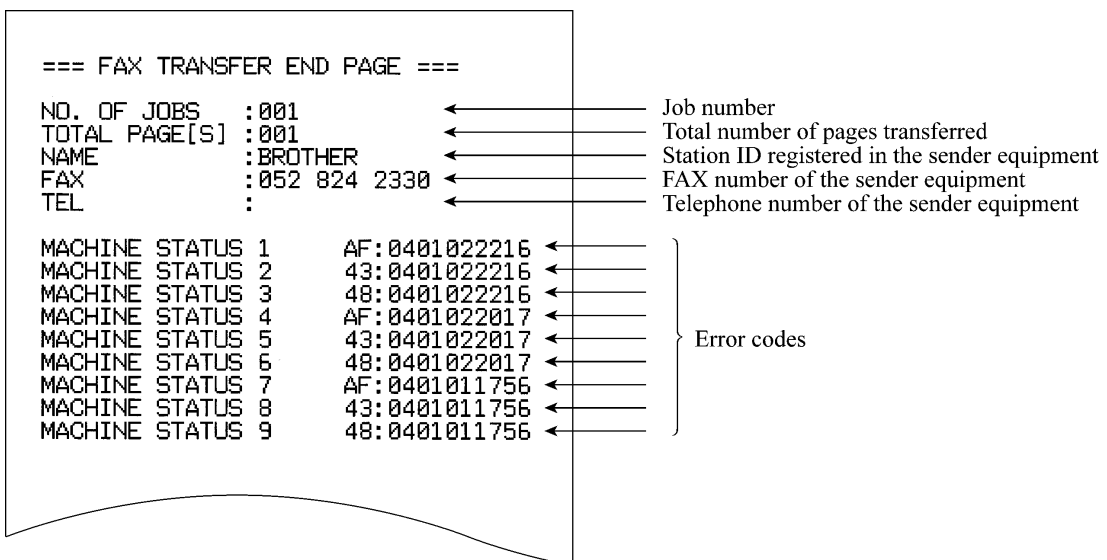 === FAX TRANSFER END PAGE ===
NO. OF JOBS :001 Job number
TOTAL PAGE[S] :001 Total number of pages transferred
NAME :BROTHER Station ID registered in the sender equipment
FAX :052 824 2330 FAX number of the sender equipment
TEL : Telephone number of the sender equipment
MACHINE STATUS 1 AF:0401022216
MACHINE STATUS 2 43:0401022216
MACHINE STATUS 3 48:0401022216
MACHINE STATUS 4 AF:0401022017
MACHINE STATUS 5 43:0401022017 Error codes
MACHINE STATUS 6 48:0401022017
MACHINE STATUS 7 AF:0401011756
MACHINE STATUS 8 43:0401011756
MACHINE STATUS 9 48:0401011756